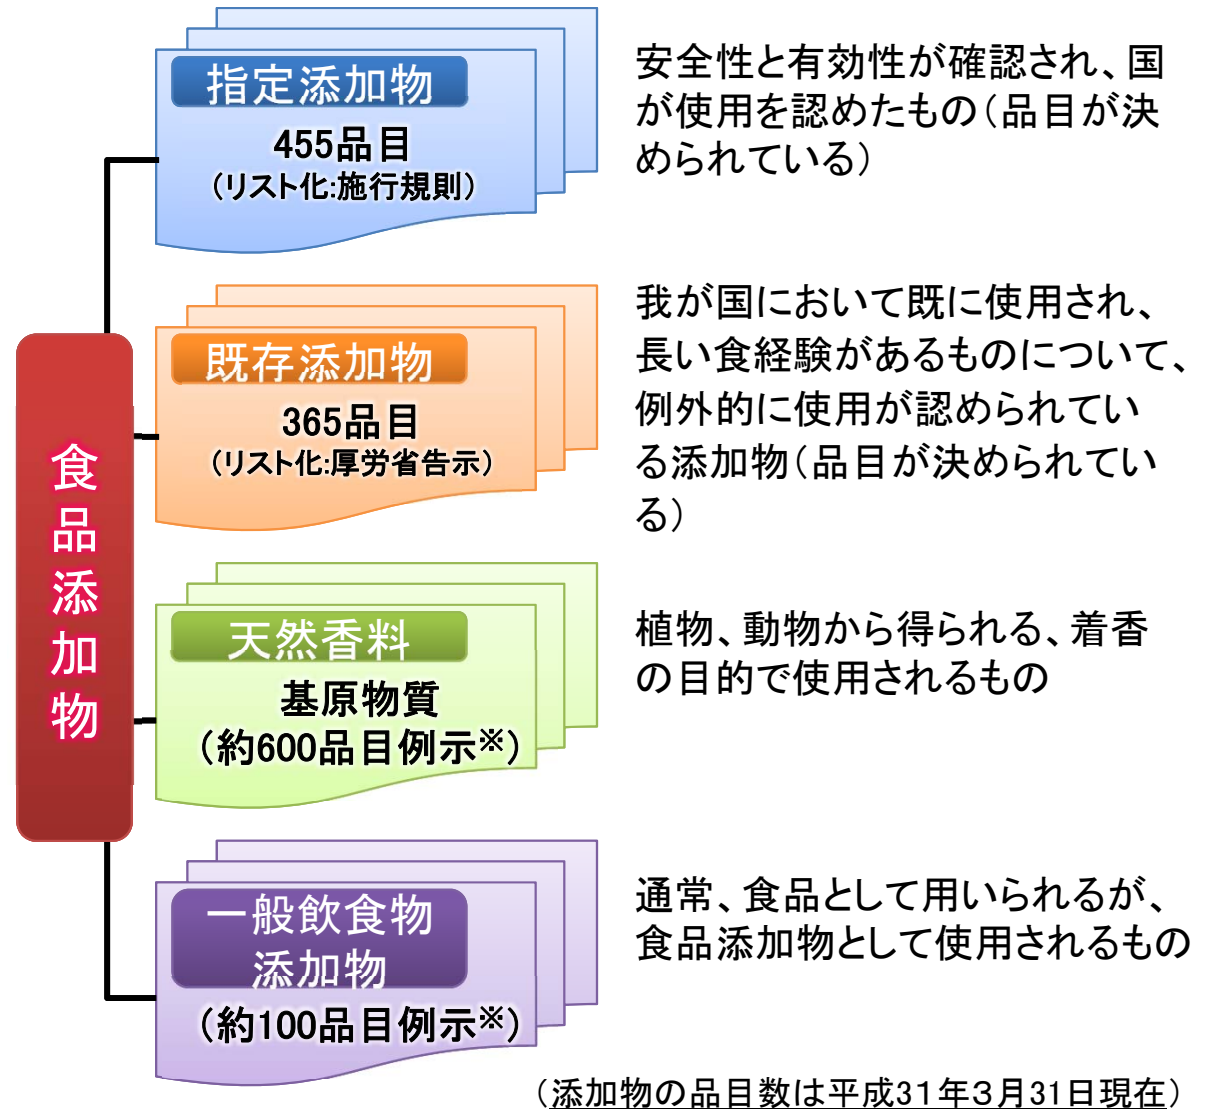 食品添加物
指定添加物
455品目
（リスト化:施行規則）
安全性と有効性が確認され、国
が使用を認めたもの（品目が決
められている）
既存添加物
365品目
（リスト化:厚労省告示）
我が国において既に使用され、
長い食経験があるものについて、
例外的に使用が認められてい
る添加物（品目が決められてい
る）
天然香料
基原物質
（約600品目例示※）
植物、動物から得られる、着香
の目的で使用されるもの
一般飲食物
添加物
（約100品目例示※）
通常、食品として用いられるが、
食品添加物として使用されるもの
（添加物の品目数は平成31年３月31日現在）